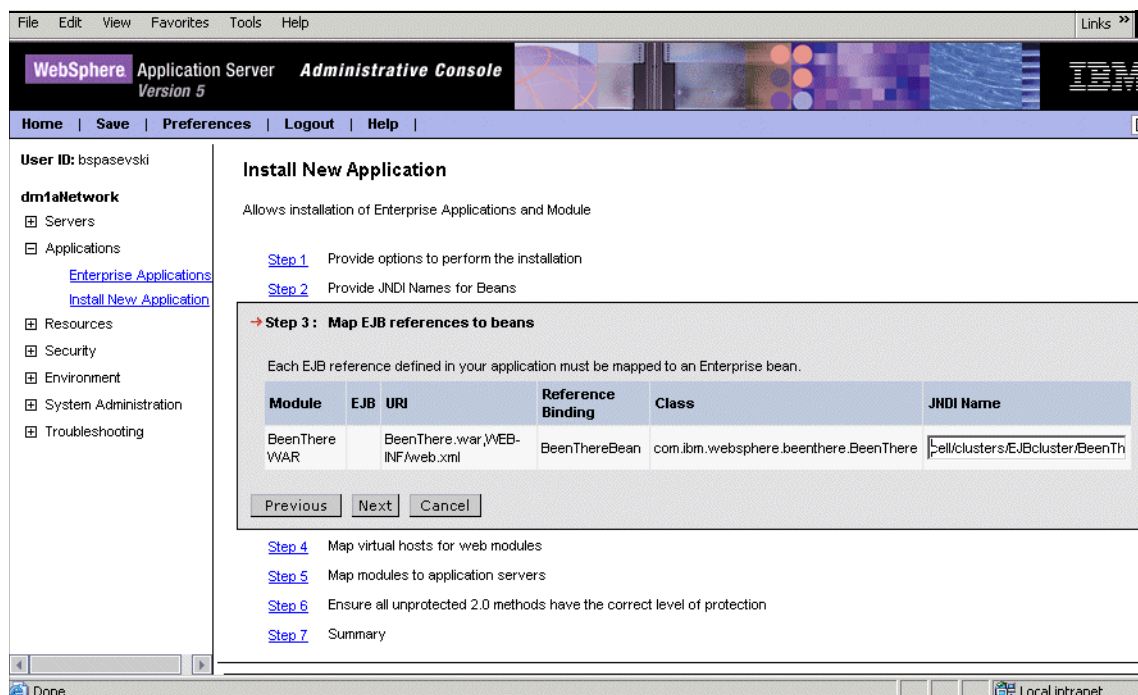 File Edit View Favorites Tools Help Links »
WebSphere Application Server Administrative Console
Version 5
IBM
Home | Save | Preferences | Logout | Help |
User ID: bspasevski
dm1aNetwork
Servers
Applications
Enterprise Applications
Install New Application
Resources
Security
Environment
System Administration
Troubleshooting
Install New Application
Allows installation of Enterprise Applications and Module
Step 1 Provide options to perform the installation
Step 2 Provide JNDI Names for Beans
→ Step 3 : Map EJB references to beans
Each EJB reference defined in your application must be mapped to an Enterprise bean.
Module EJB URI Reference Binding Class JNDI Name
BeenThere WAR BeenThere.war,WEB-INF/web.xml BeenThereBean com.ibm.websphere.beenthere.BeenThere cell/clusters/EJBcluster/BeenTh
Previous Next Cancel
Step 4 Map virtual hosts for web modules
Step 5 Map modules to application servers
Step 6 Ensure all unprotected 2.0 methods have the correct level of protection
Step 7 Summary
Done Local intranet